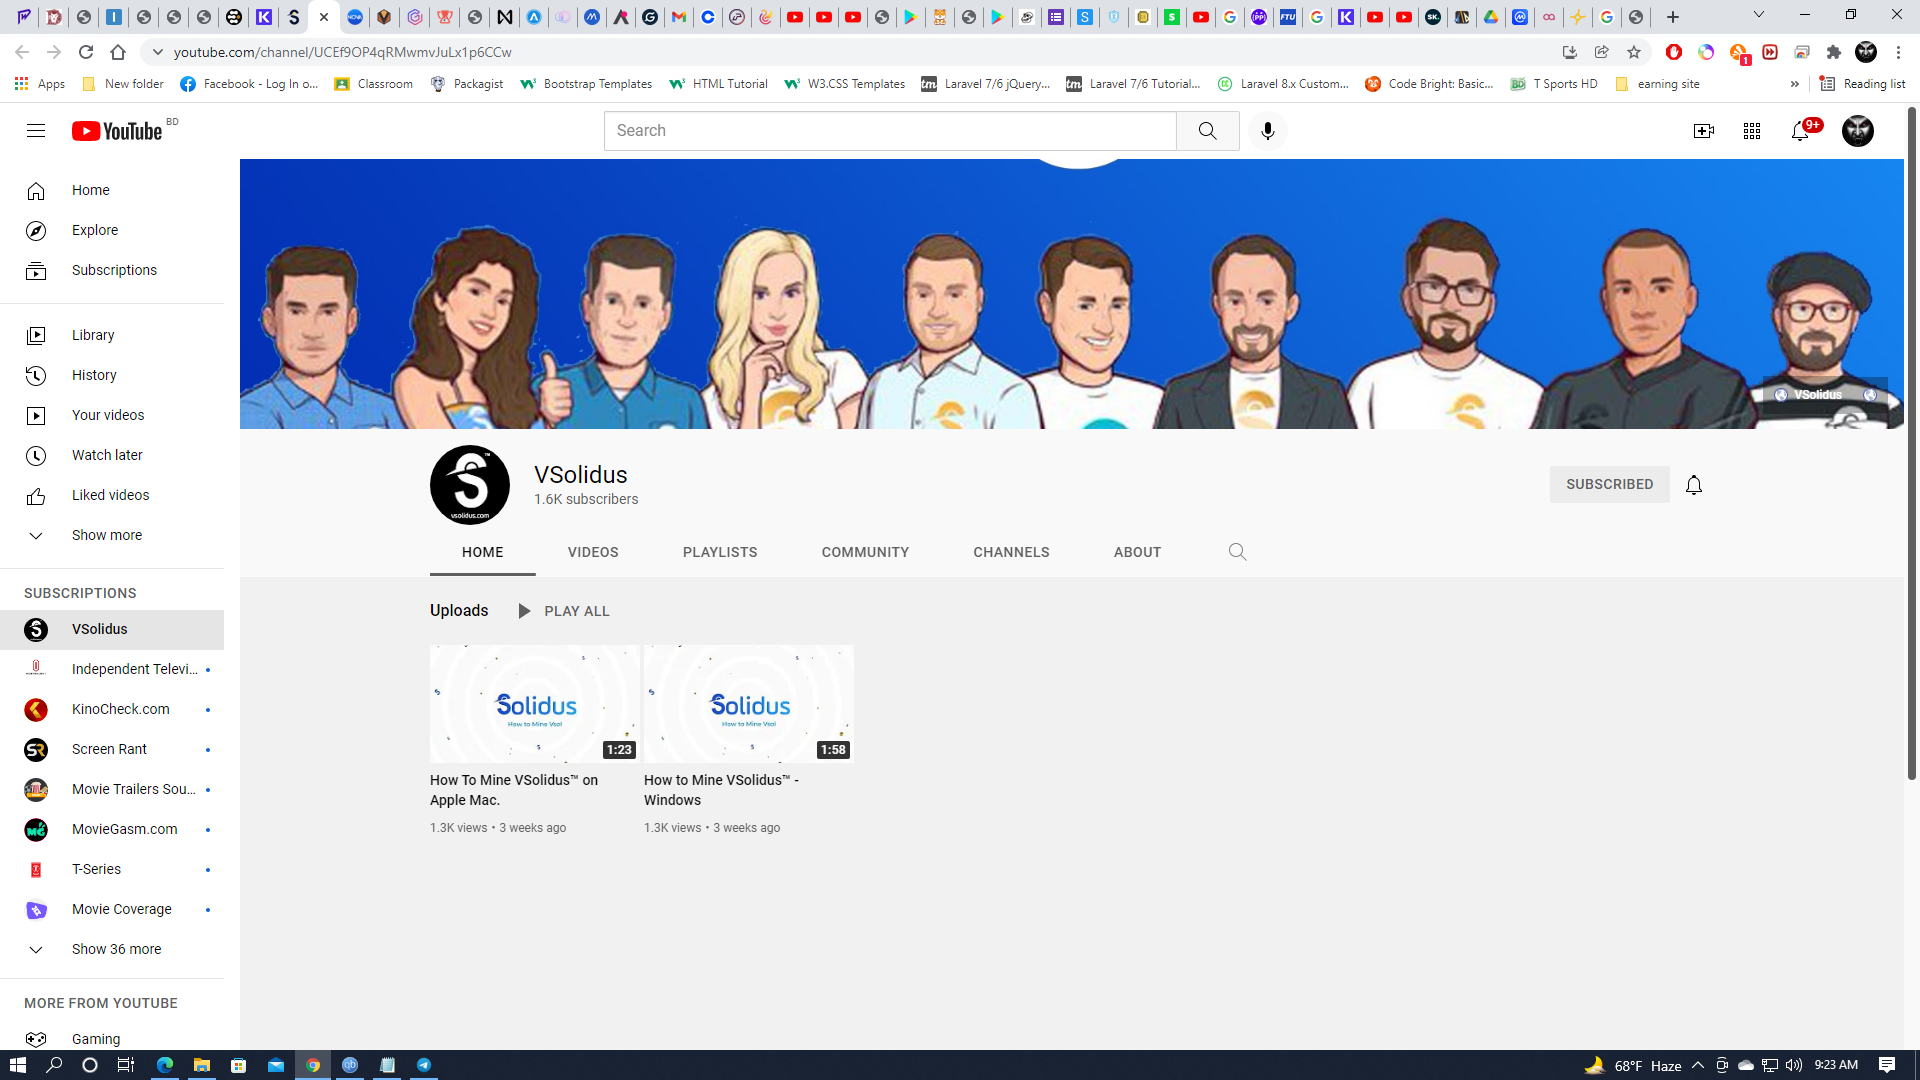 youtube.com/channel/UCEf9OP4qRMwmvJuLx1p6CCw
1
Apps
New folder
Facebook - Log In o...
Classroom
Packagist
Bootstrap Templates
HTML Tutorial
W3.CSS Templates
Laravel 7/6 jQuery...
Laravel 7/6 Tutorial...
Laravel 8.x Custom...
Code Bright: Basic...
T Sports HD
earning site
»
Reading list
YouTube BD
Search
9+
Home
Explore
Subscriptions
Library
History
Your videos
Watch later
Liked videos
Show more
SUBSCRIPTIONS
VSolidus
Independent Televi...
KinoCheck.com
Screen Rant
Movie Trailers Sou...
MovieGasm.com
T-Series
Movie Coverage
Show 36 more
MORE FROM YOUTUBE
Gaming
VSolidus
vsolidus.com
VSolidus
1.6K subscribers
SUBSCRIBED
HOME
VIDEOS
PLAYLISTS
COMMUNITY
CHANNELS
ABOUT
Uploads
PLAY ALL
Solidus
How to Mine Vsol
1:23
How To Mine VSolidus™ on
Apple Mac.
1.3K views • 3 weeks ago
Solidus
How to Mine Vsol
1:58
How to Mine VSolidus™ -
Windows
1.3K views • 3 weeks ago
68°F Haze
9:23 AM